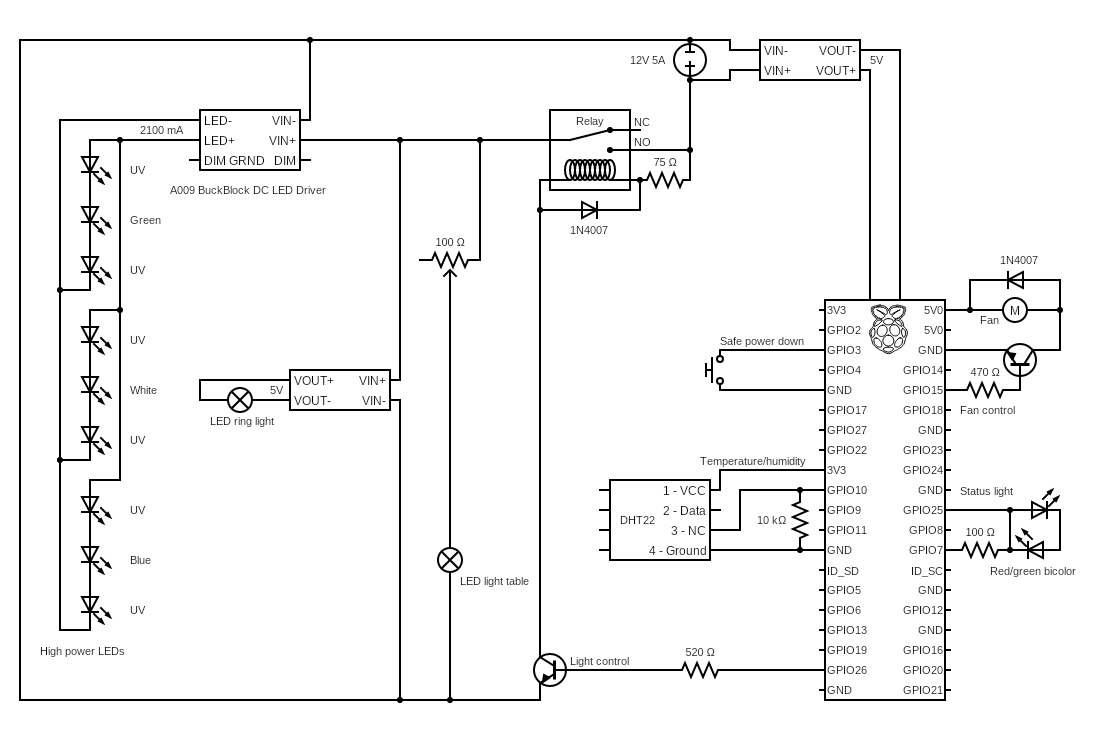 12V 5A
VIN-
VOUT-
VIN+
VOUT+
5V
2100 mA
LED-
VIN-
LED+
VIN+
DIM GRND
DIM
A009 BuckBlock DC LED Driver
Relay
NC
NO
75 Ω
1N4007
UV
Green
UV
UV
White
UV
UV
Blue
UV
High power LEDs
100 Ω
5V
VOUT+
VIN+
VOUT-
VIN-
LED ring light
LED light table
Light control
520 Ω
Safe power down
Temperature/humidity
DHT22
1 - VCC
2 - Data
3 - NC
4 - Ground
10 kΩ
3V3
5V0
GPIO2
5V0
GPIO3
GND
GPIO4
GPIO14
GND
GPIO15
GPIO17
GPIO18
GPIO27
GND
GPIO22
GPIO23
3V3
GPIO24
GPIO10
GND
GPIO9
GPIO25
GPIO11
GPIO8
GND
GPIO7
ID_SD
ID_SC
GPIO5
GND
GPIO6
GPIO12
GPIO13
GND
GPIO19
GPIO16
GPIO26
GPIO20
GND
GPIO21
1N4007
M
Fan
470 Ω
Fan control
Status light
100 Ω
Red/green bicolor